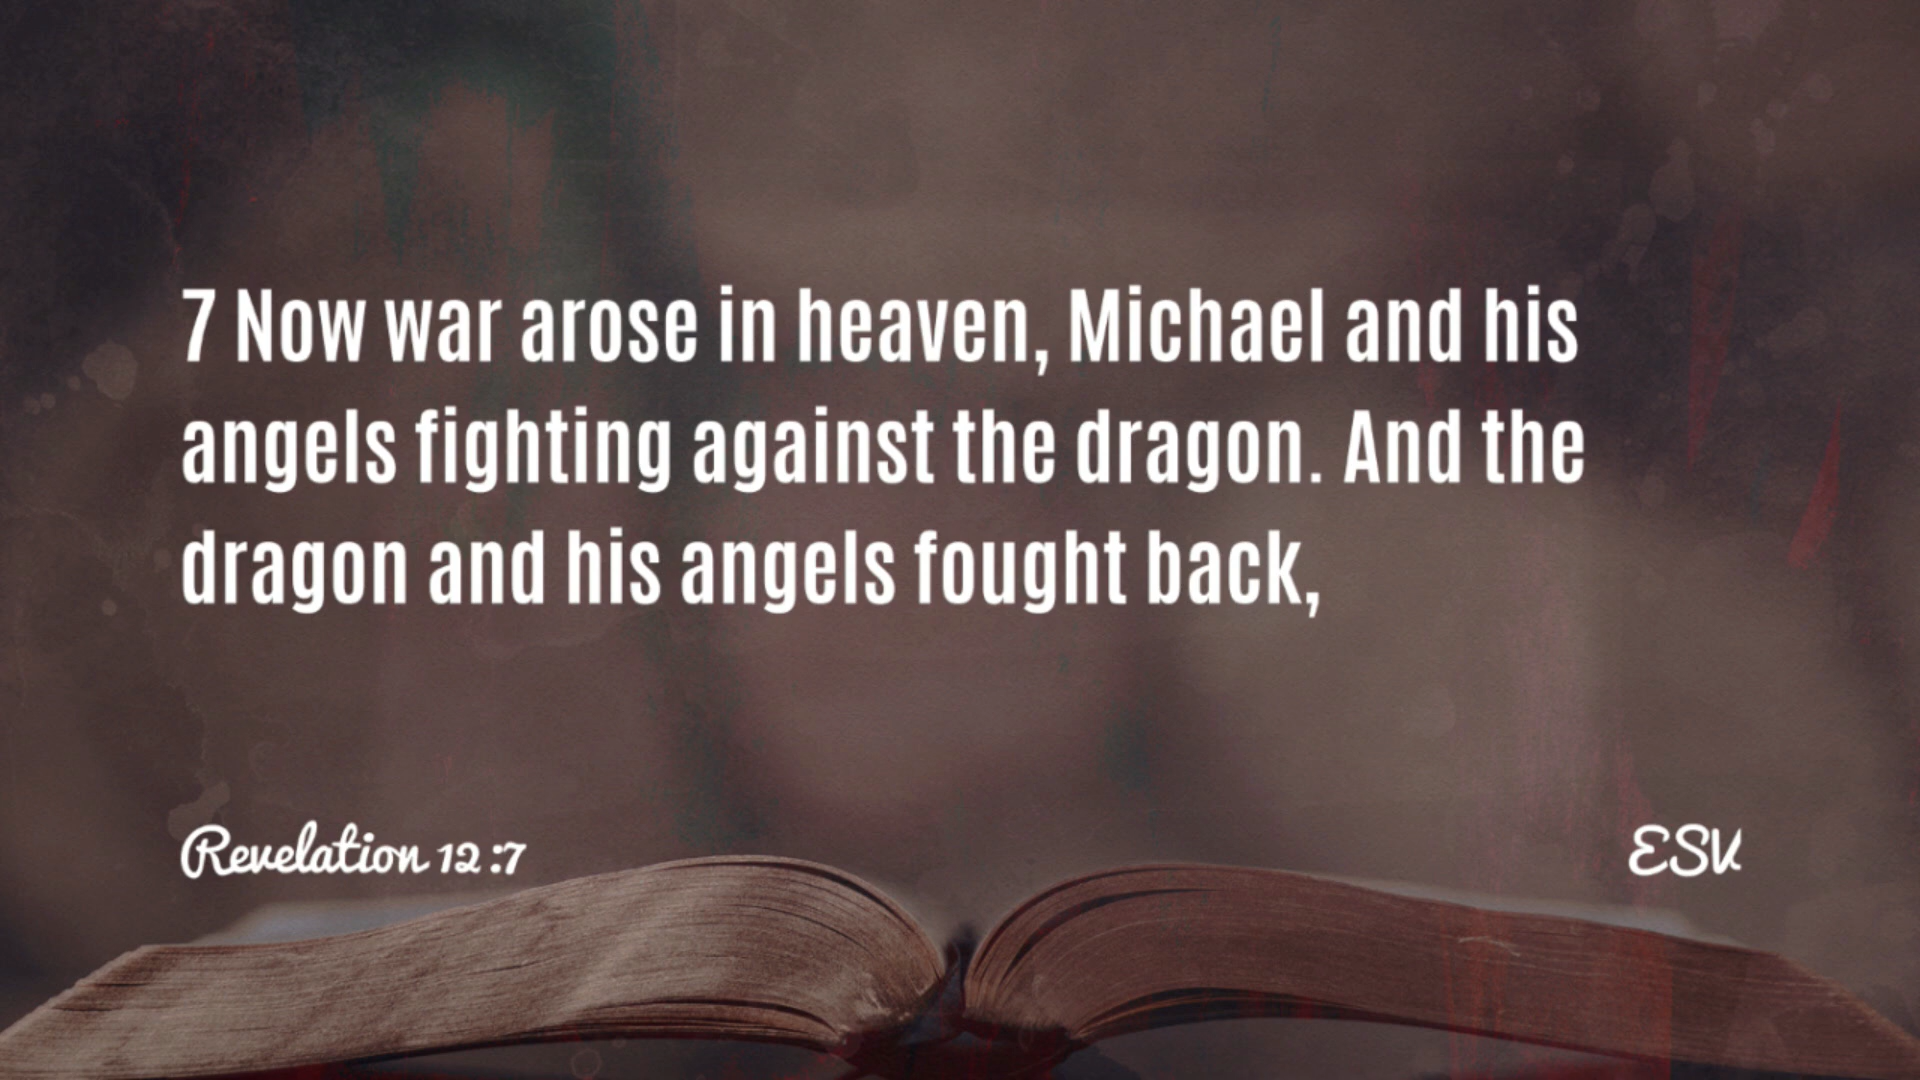 7 Now war arose in heaven, Michael and his
angels fighting against the dragon. And the
dragon and his angels fought back,
Revelation 12:7
ESV